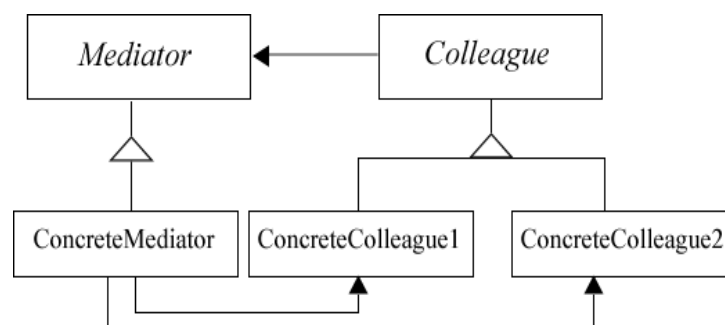 Mediator
Colleague
ConcreteMediator
ConcreteColleague1
ConcreteColleague2